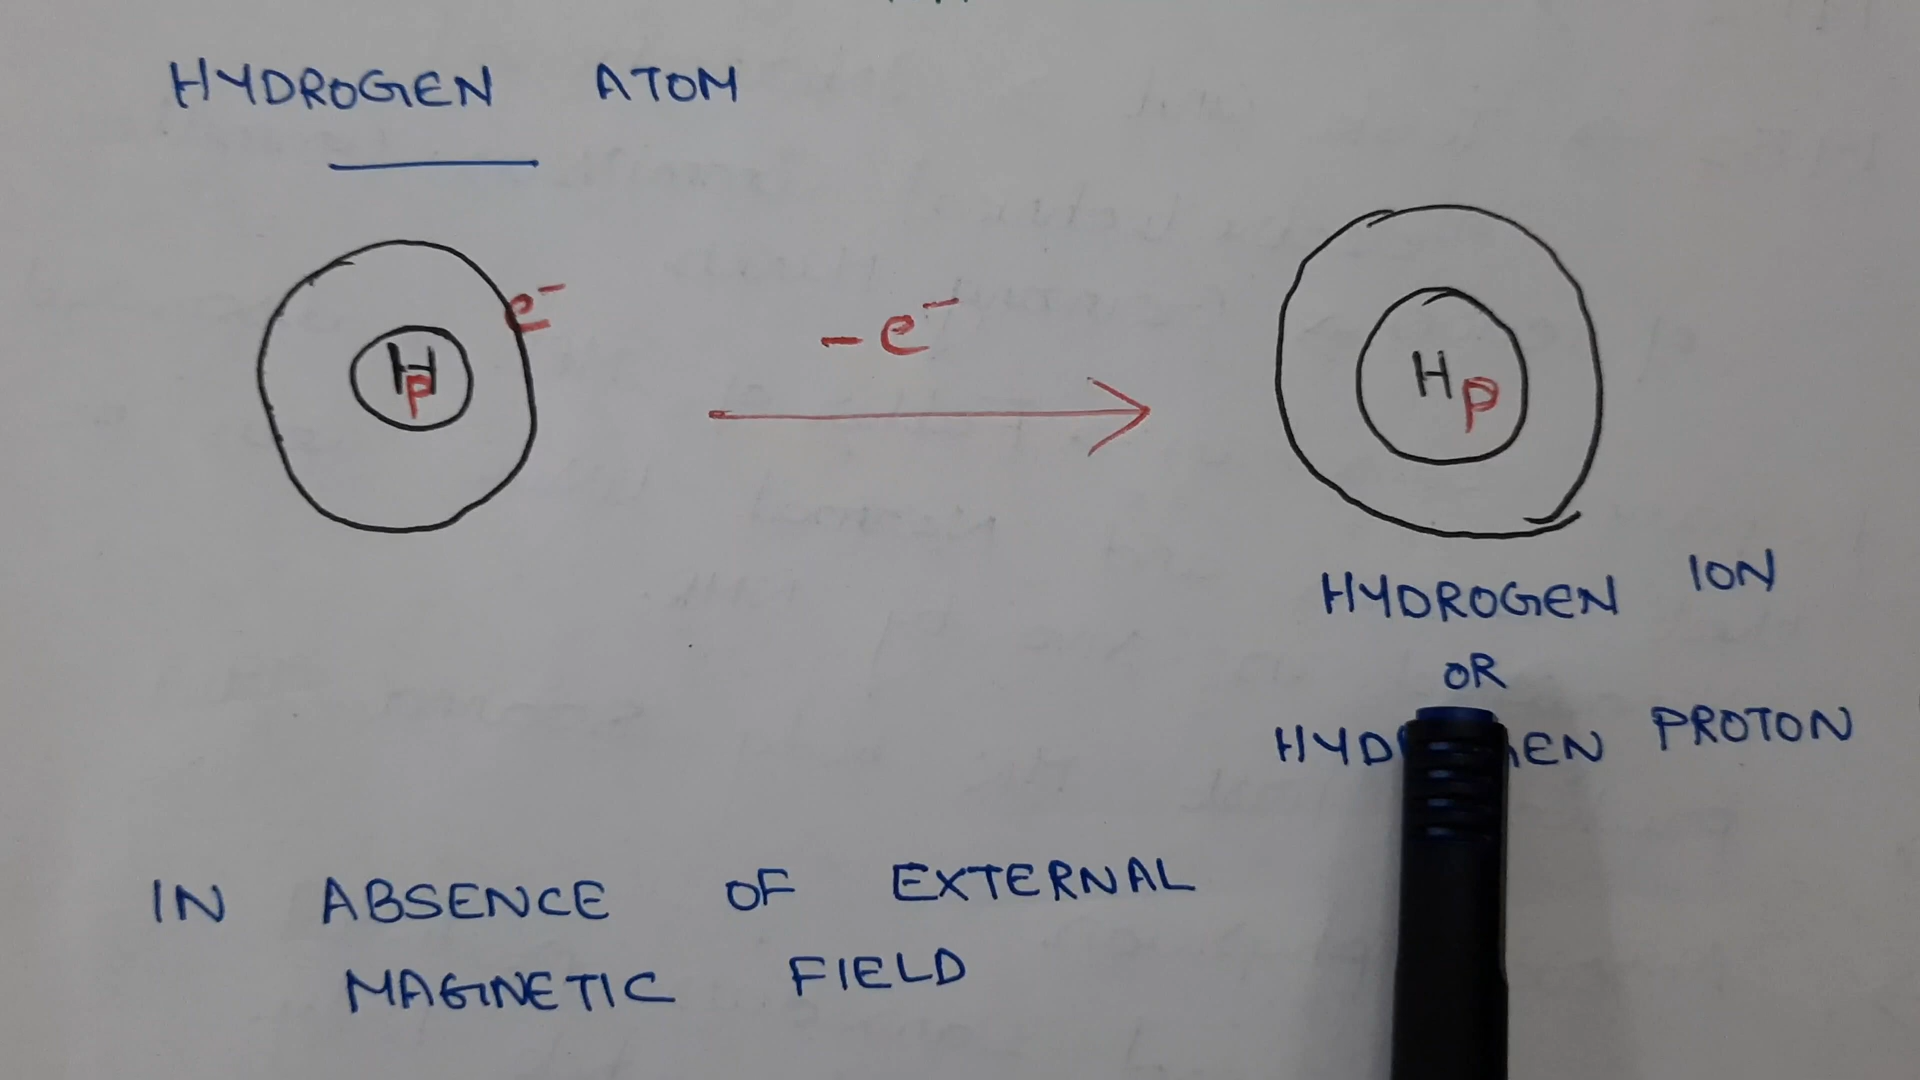 HYDROGEN ATOM
e⁻
H
P
- e⁻
H P
HYDROGEN ION
OR
PROTON
IN ABSENCE OF EXTERNAL
MAGNETIC FIELD